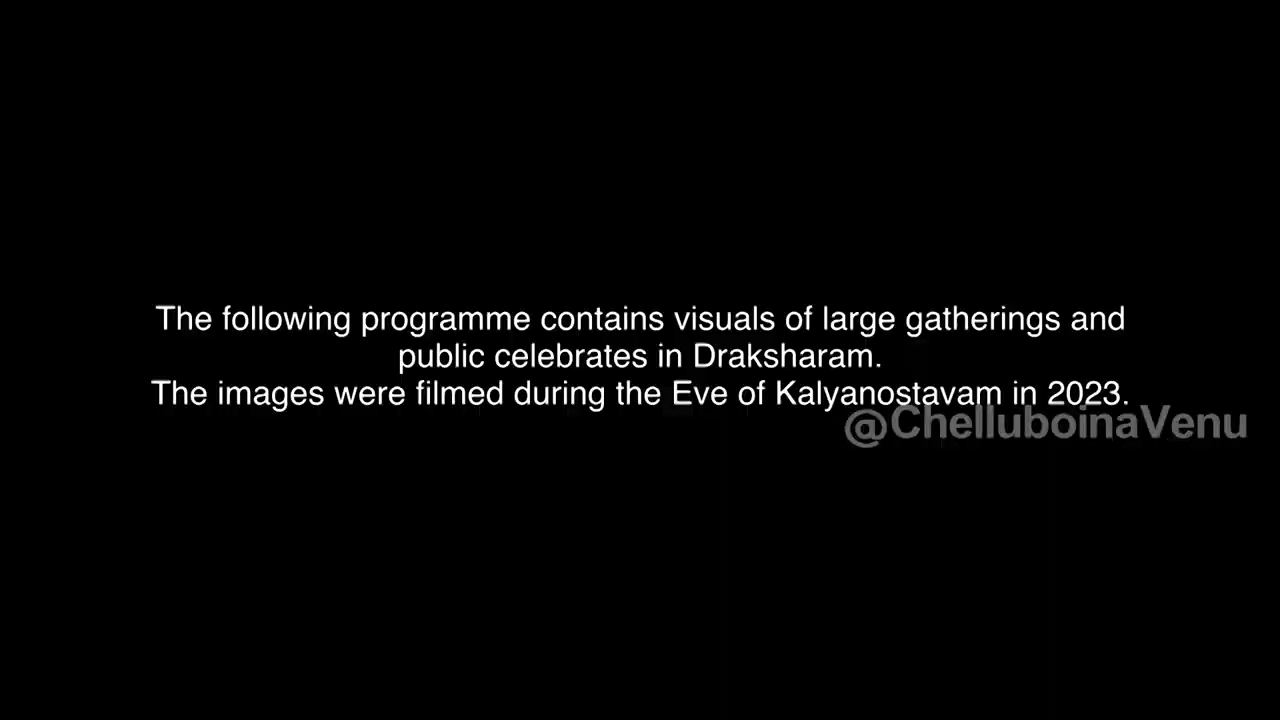 The following programme contains visuals of large gatherings and
public celebrates in Draksharam.
The images were filmed during the Eve of Kalyanostavam in 2023.
@ChelluboinaVenu